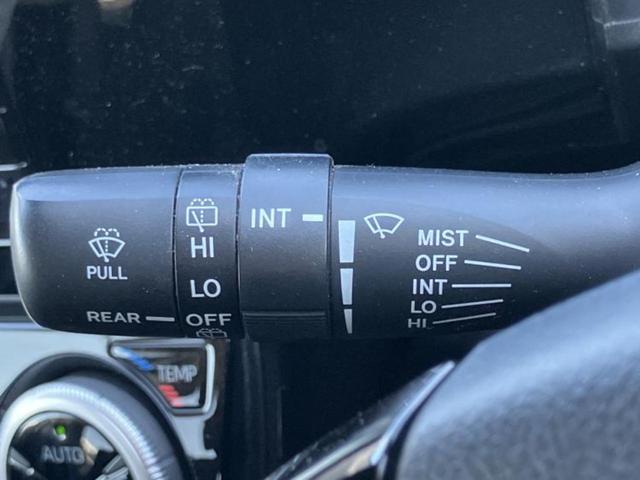 PULL
REAR
HI
LO
OFF
INT
MIST
OFF
INT
LO
HI
TEMP
AUTO